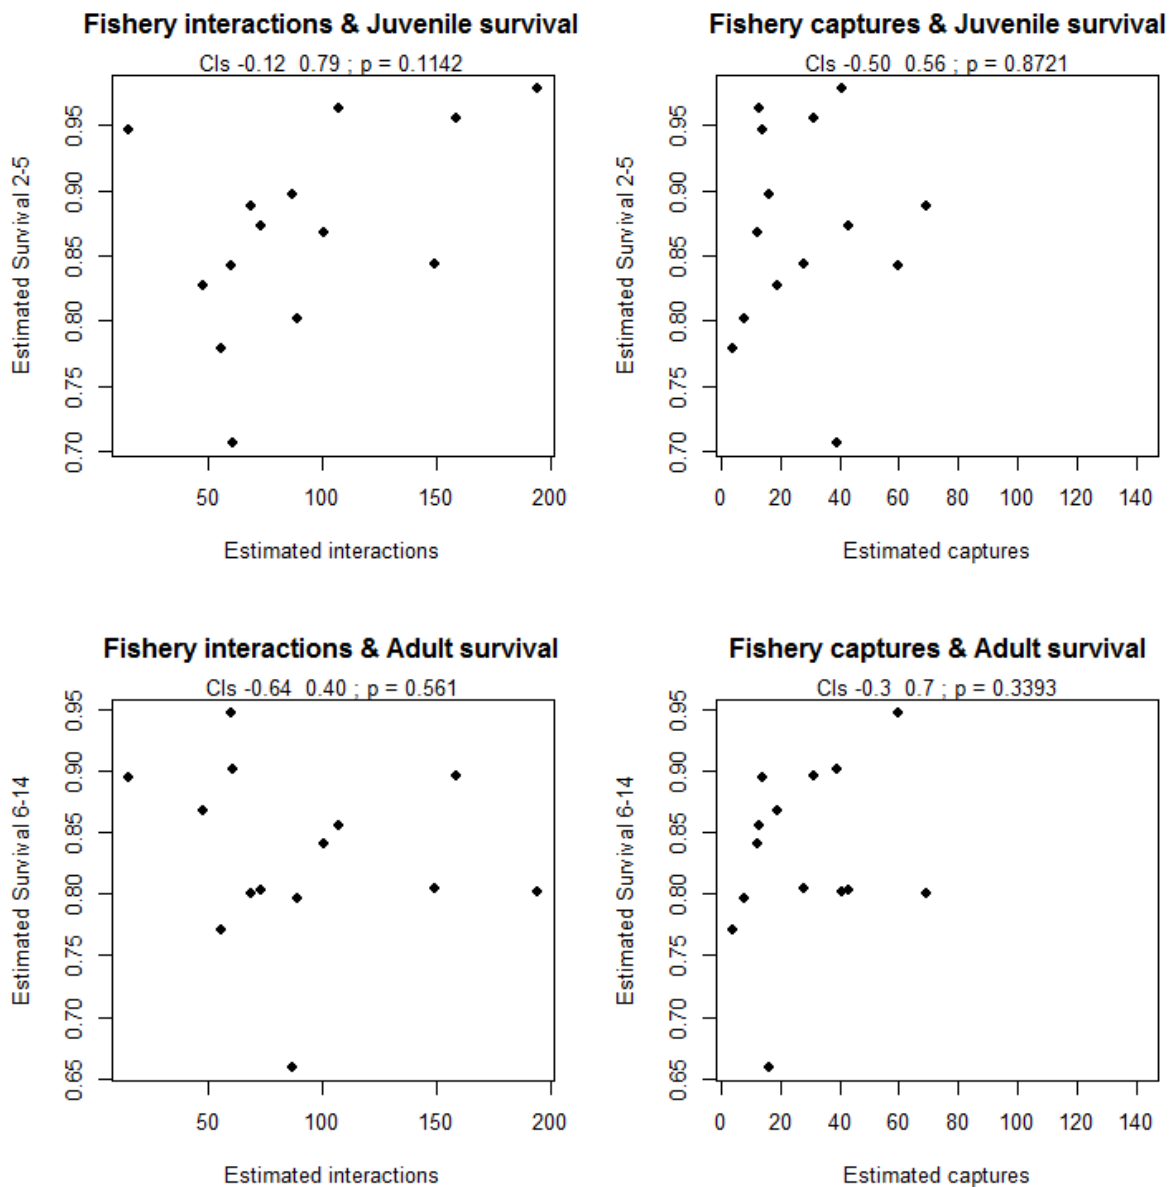 Fishery interactions & Juvenile survival
CIs -0.12 0.79 ; p = 0.1142
Estimated Survival 2-5
0.70 0.75 0.80 0.85 0.90 0.95
50 100 150 200
Estimated interactions
Fishery captures & Juvenile survival
CIs -0.50 0.56 ; p = 0.8721
Estimated Survival 2-5
0.70 0.75 0.80 0.85 0.90 0.95
0 20 40 60 80 100 120 140
Estimated captures
Fishery interactions & Adult survival
CIs -0.64 0.40 ; p = 0.561
Estimated Survival 6-14
0.65 0.70 0.75 0.80 0.85 0.90 0.95
50 100 150 200
Estimated interactions
Fishery captures & Adult survival
CIs -0.3 0.7 ; p = 0.3393
Estimated Survival 6-14
0.65 0.70 0.75 0.80 0.85 0.90 0.95
0 20 40 60 80 100 120 140
Estimated captures